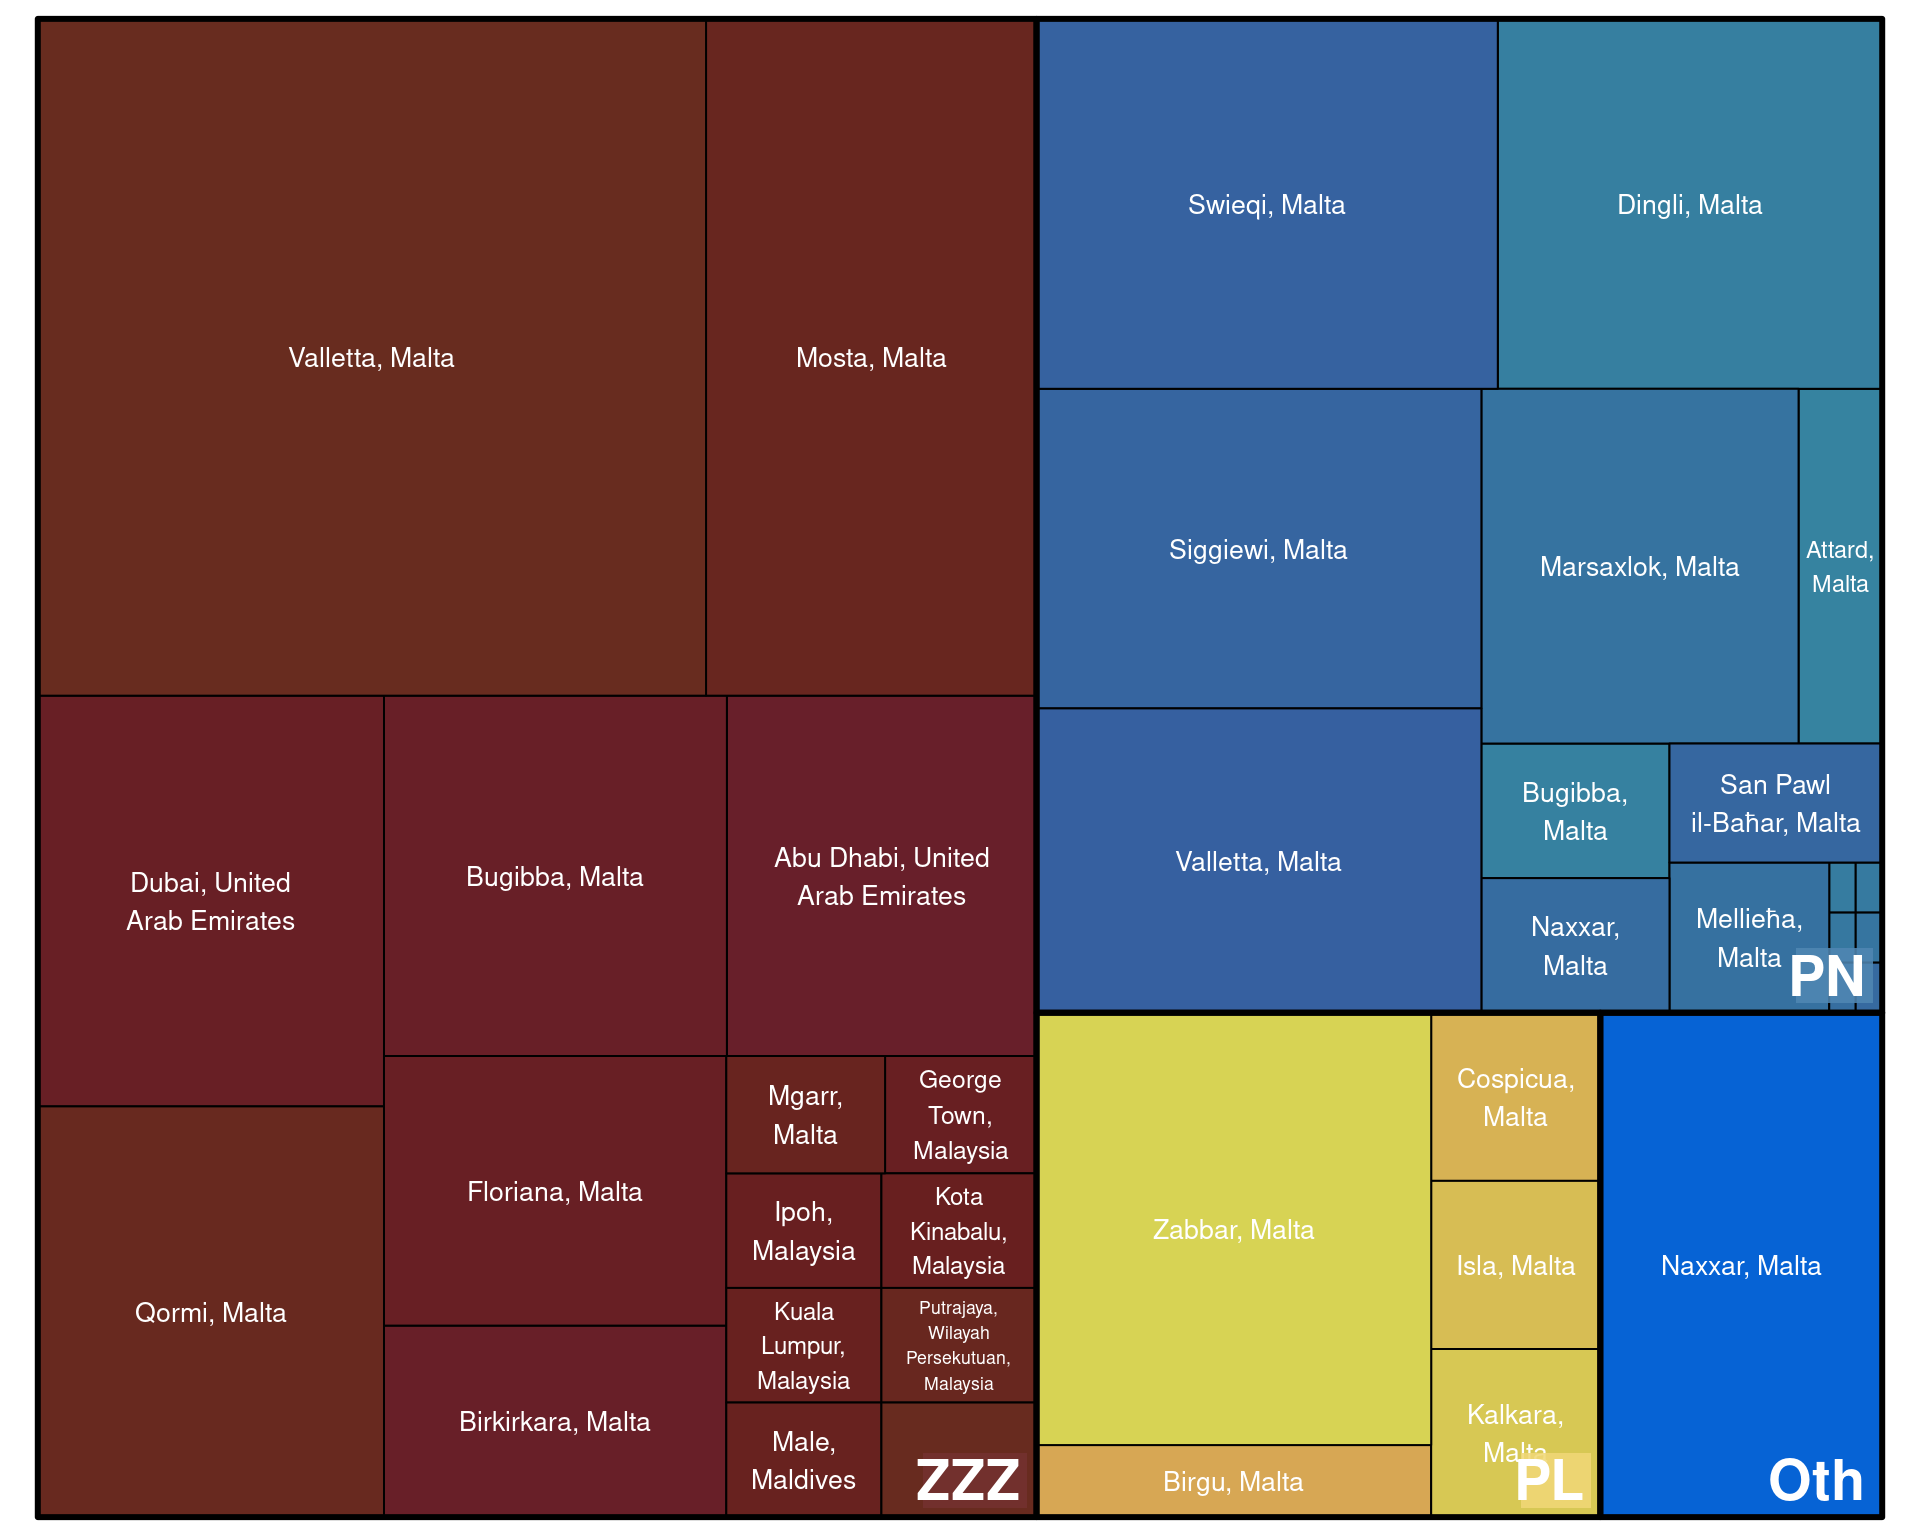 Valletta, Malta
Mosta, Malta
Dubai, United
Arab Emirates
Bugibba, Malta
Abu Dhabi, United
Arab Emirates
Qormi, Malta
Floriana, Malta
Birkirkara, Malta
Mgarr,
Malta
George
Town,
Malaysia
Ipoh,
Malaysia
Kota
Kinabalu,
Malaysia
Kuala
Lumpur,
Malaysia
Putrajaya,
Wilayah
Persekutuan,
Malaysia
Male,
Maldives
ZZZ
Swieqi, Malta
Dingli, Malta
Siggiewi, Malta
Marsaxlok, Malta
Attard,
Malta
Valletta, Malta
Bugibba,
Malta
San Pawl
il-Baħar, Malta
Naxxar,
Malta
Mellieħa,
Malta
PN
Zabbar, Malta
Cospicua,
Malta
Isla, Malta
Kalkara,
Malta
Birgu, Malta
PL
Naxxar, Malta
Oth